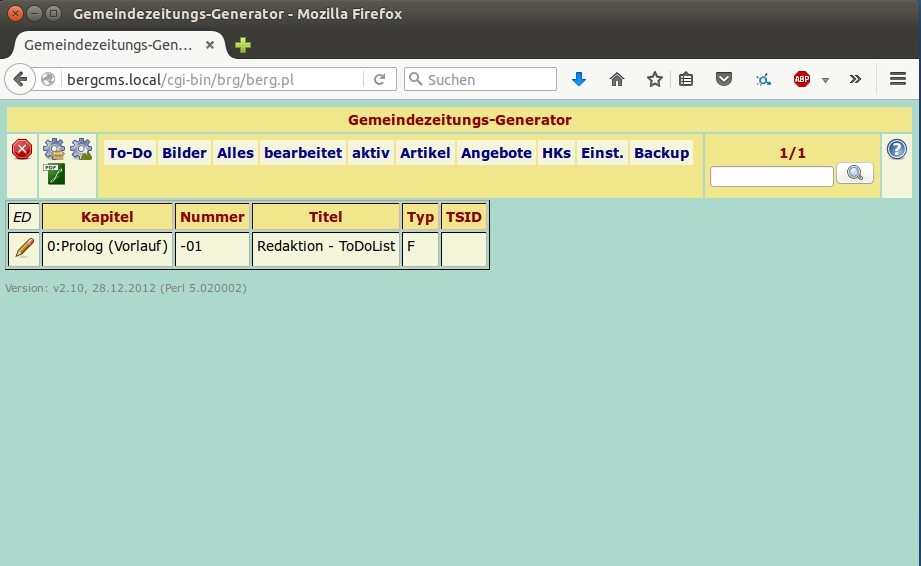 Gemeindezeitungs-Generator - Mozilla Firefox
Gemeindezeitungs-Gen...
bergcms.local/cgi-bin/brg/berg.pl
Suchen
ABP
Gemeindezeitungs-Generator
To-Do Bilder Alles bearbeitet aktiv Artikel Angebote HKs Einst. Backup
1/1
PDF
ED Kapitel Nummer Titel Typ TSID
0:Prolog (Vorlauf) -01 Redaktion - ToDoList F
Version: v2.10, 28.12.2012 (Perl 5.020002)